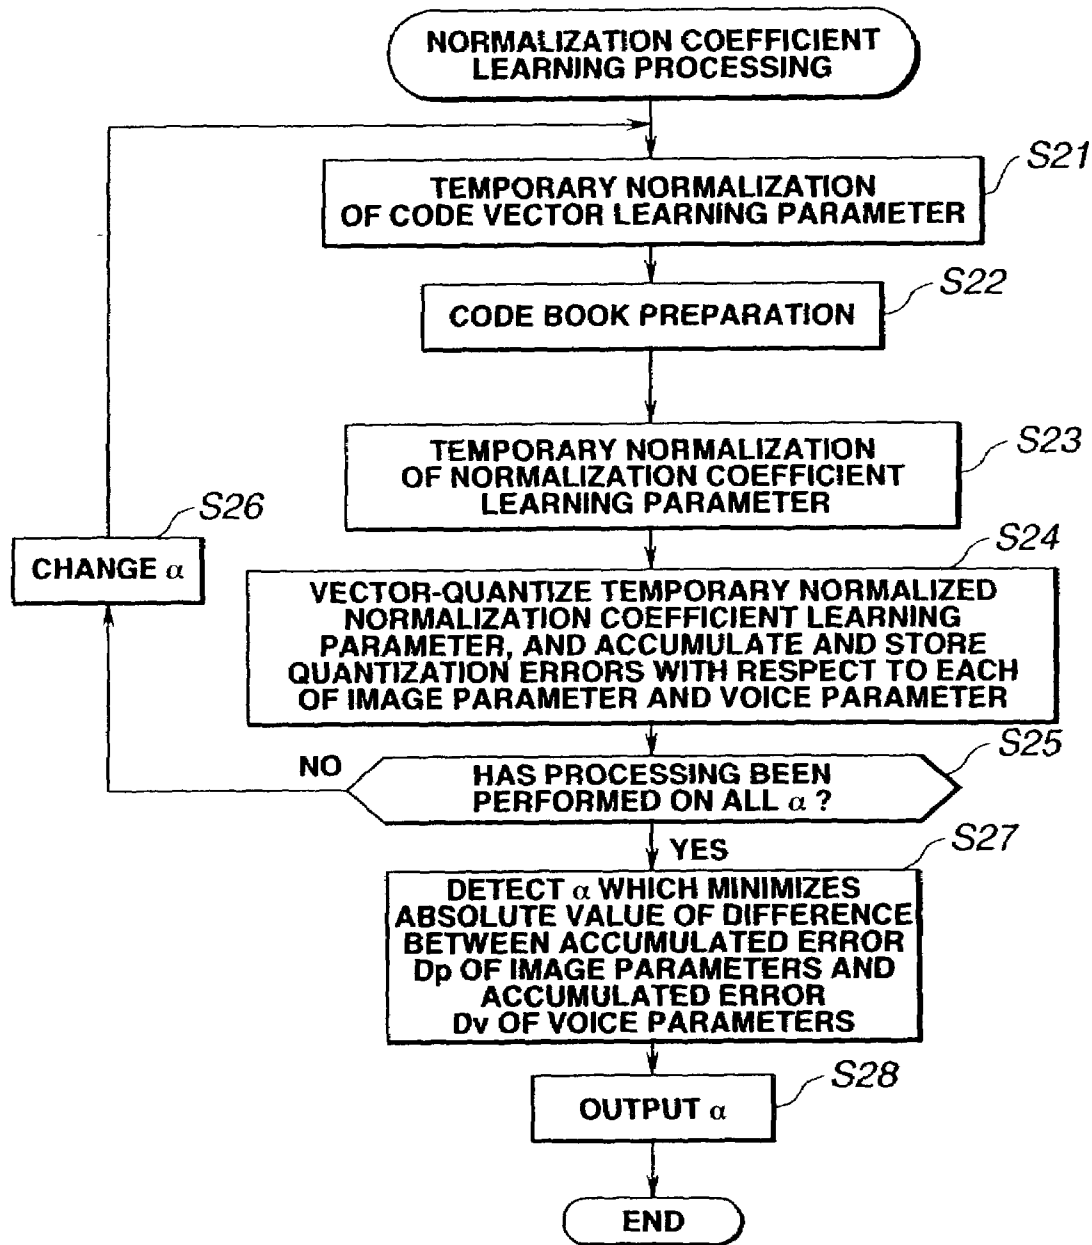 NORMALIZATION COEFFICIENT
LEARNING PROCESSING
S21
TEMPORARY NORMALIZATION
OF CODE VECTOR LEARNING PARAMETER
S22
CODE BOOK PREPARATION
S23
TEMPORARY NORMALIZATION
OF NORMALIZATION COEFFICIENT
LEARNING PARAMETER
S26
CHANGE α
S24
VECTOR-QUANTIZE TEMPORARY NORMALIZED
NORMALIZATION COEFFICIENT LEARNING
PARAMETER, AND ACCUMULATE AND STORE
QUANTIZATION ERRORS WITH RESPECT TO EACH
OF IMAGE PARAMETER AND VOICE PARAMETER
S25
NO
HAS PROCESSING BEEN
PERFORMED ON ALL α ?
YES
S27
DETECT α WHICH MINIMIZES
ABSOLUTE VALUE OF DIFFERENCE
BETWEEN ACCUMULATED ERROR
Dp OF IMAGE PARAMETERS AND
ACCUMULATED ERROR
Dv OF VOICE PARAMETERS
S28
OUTPUT α
END